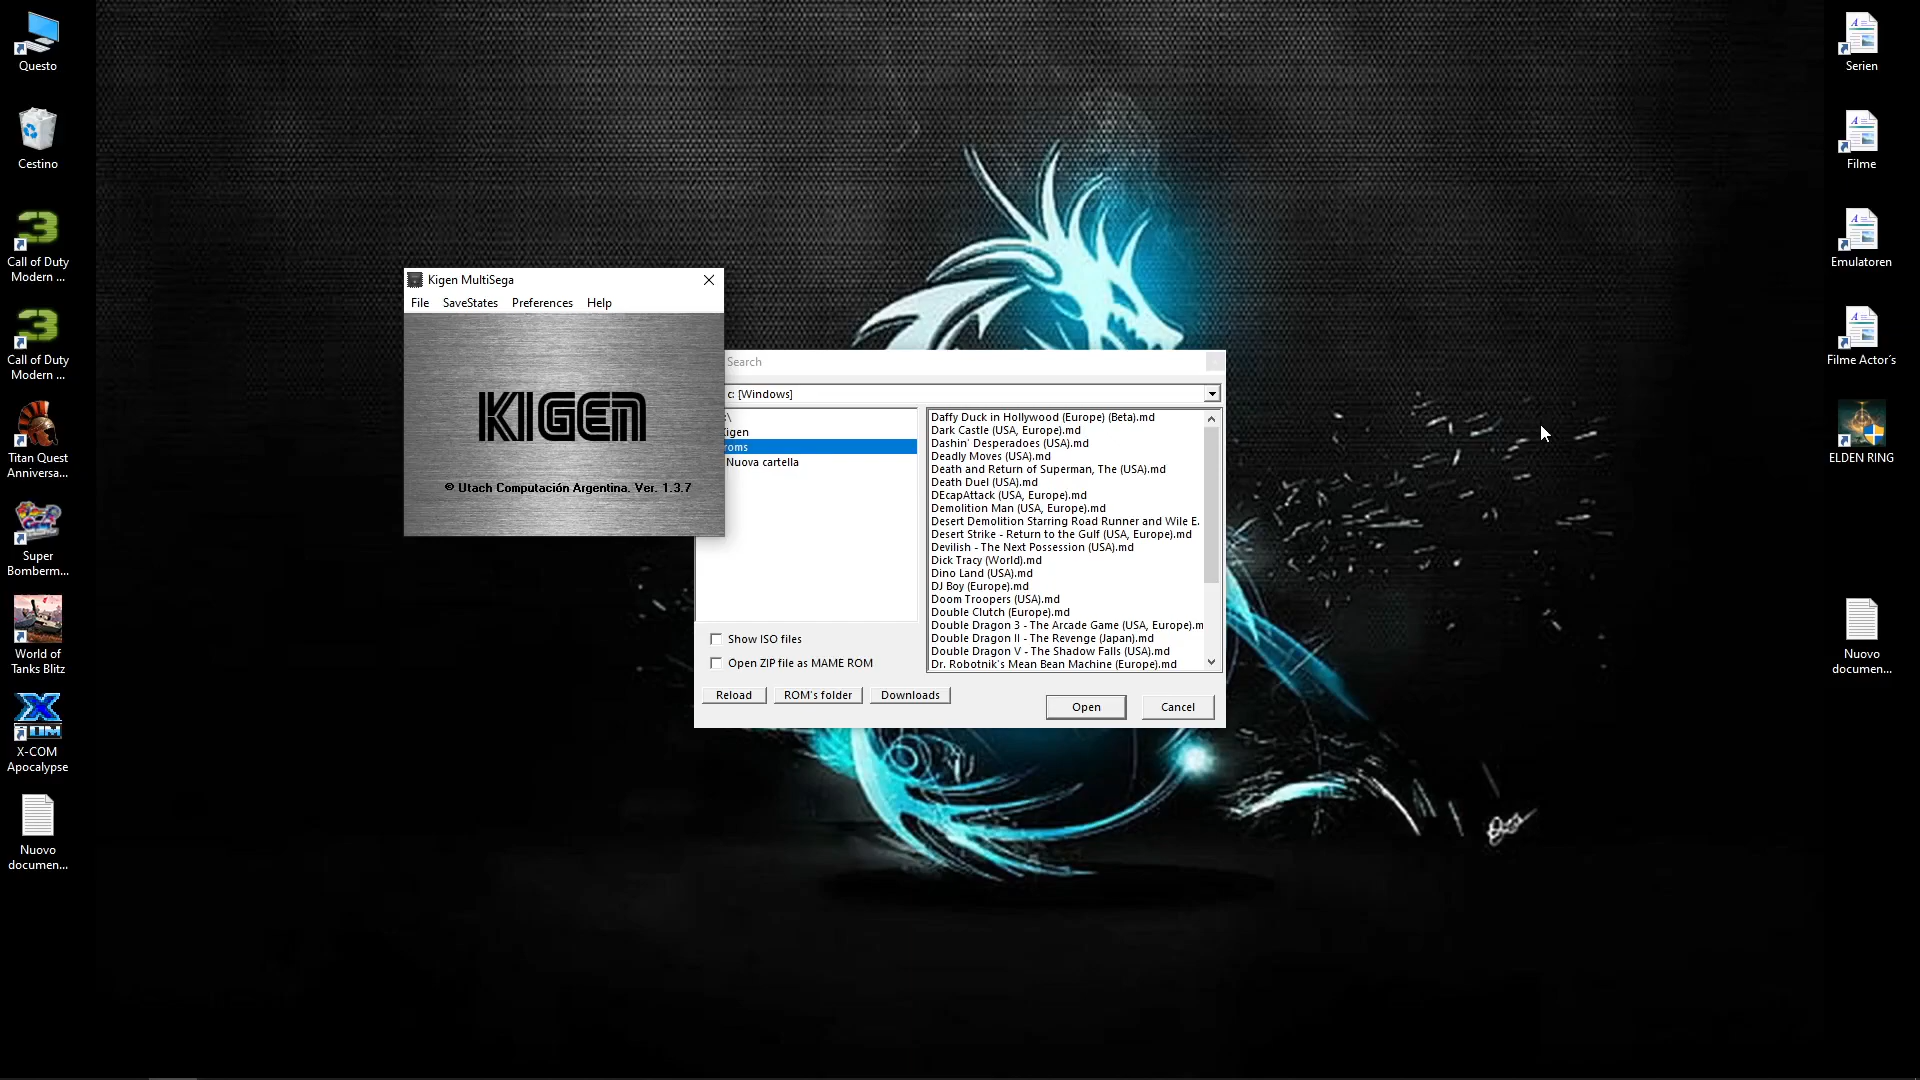 Questo
Cestino
Call of Duty
Modern ...
Call of Duty
Modern ...
Titan Quest
Anniversa...
Super
Bomberm...
World of
Tanks Blitz
X-COM
Apocalypse
Nuovo
documen...
Kigen MultiSega
File SaveStates Preferences Help
KIGEN
© Utach Computación Argentina. Ver. 1.3.7
Search
c: [Windows]
:\
Kigen
roms
Nuova cartella
Daffy Duck in Hollywood (Europe) (Beta).md
Dark Castle (USA, Europe).md
Dashin' Desperadoes (USA).md
Deadly Moves (USA).md
Death and Return of Superman, The (USA).md
Death Duel (USA).md
DEcapAttack (USA, Europe).md
Demolition Man (USA, Europe).md
Desert Demolition Starring Road Runner and Wile E.
Desert Strike - Return to the Gulf (USA, Europe).md
Devilish - The Next Possession (USA).md
Dick Tracy (World).md
Dino Land (USA).md
DJ Boy (Europe).md
Doom Troopers (USA).md
Double Clutch (Europe).md
Double Dragon 3 - The Arcade Game (USA, Europe).m
Double Dragon II - The Revenge (Japan).md
Double Dragon V - The Shadow Falls (USA).md
Dr. Robotnik's Mean Bean Machine (Europe).md
Show ISO files
Open ZIP file as MAME ROM
Reload ROM's folder Downloads
Open Cancel
Serien
Filme
Emulatoren
Filme Actor´s
ELDEN RING
Nuovo
documen...